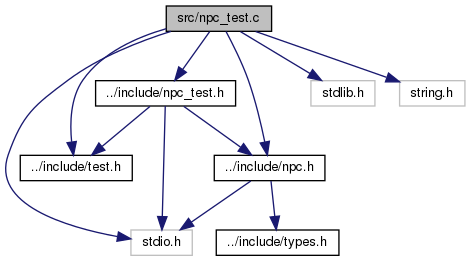 src/npc_test.c
../include/npc_test.h
stdlib.h
string.h
../include/test.h
../include/npc.h
stdio.h
../include/types.h